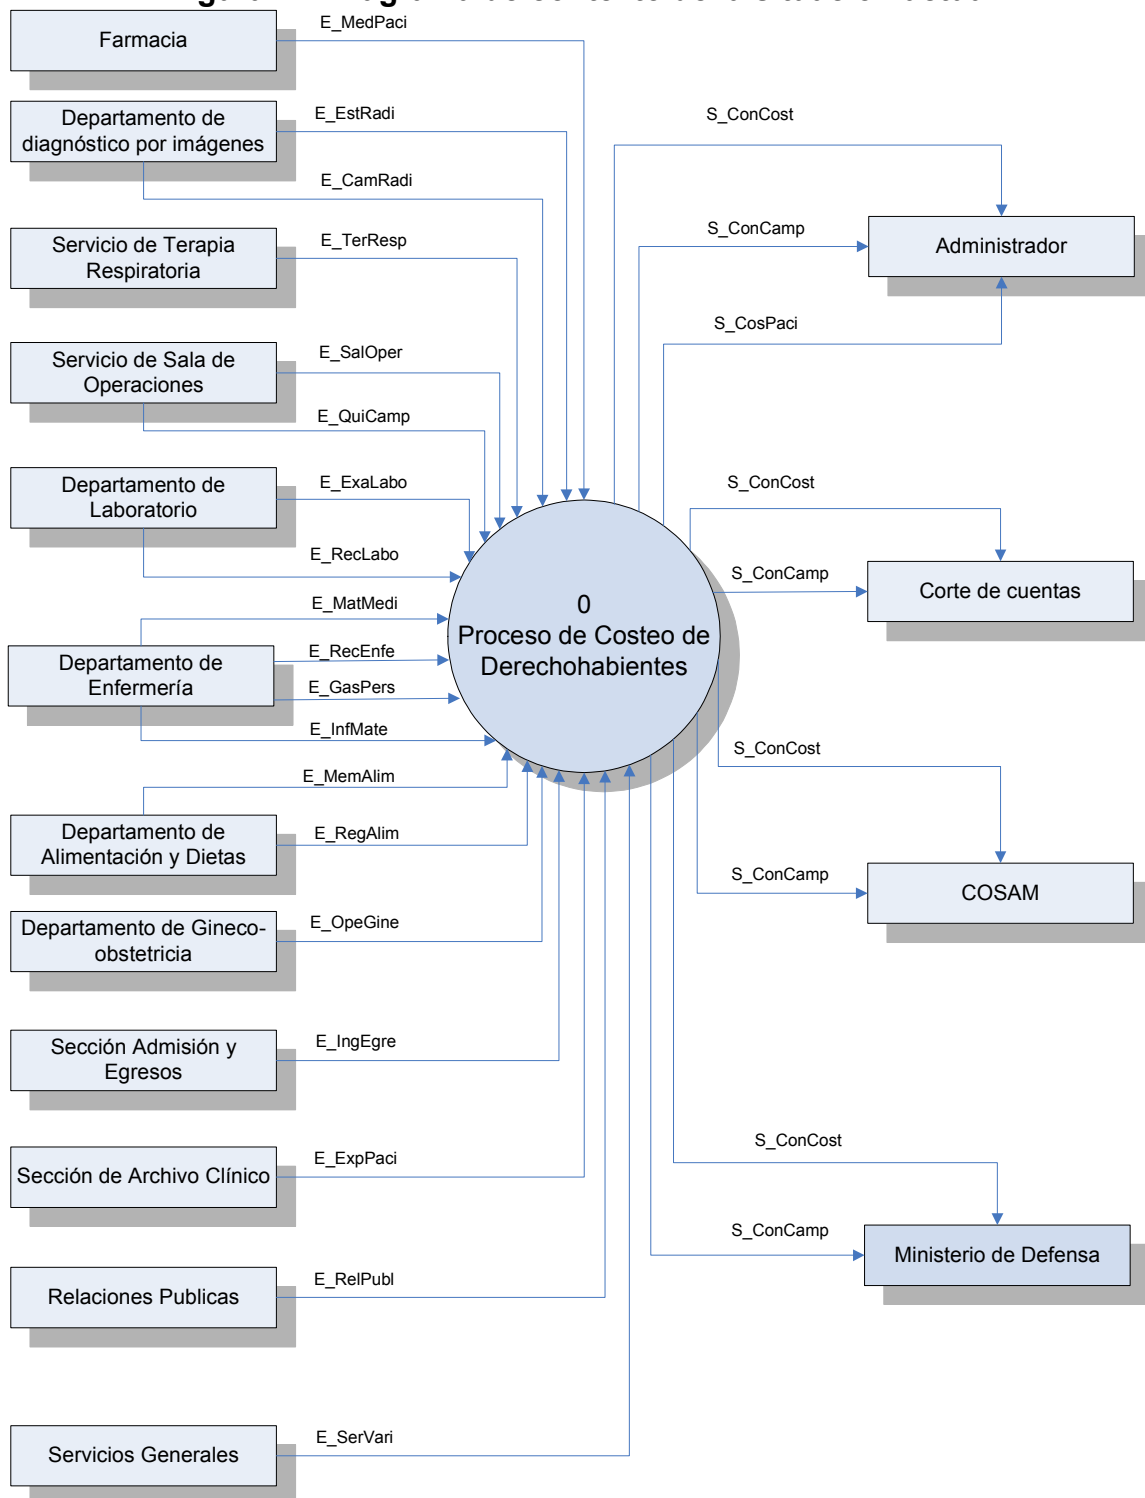 Farmacia
E_MedPaci
Departamento de
diagnóstico por imágenes
E_EstRadi
E_CamRadi
Servicio de Terapia
Respiratoria
E_TerResp
Servicio de Sala de
Operaciones
E_SalOper
E_QuiCamp
Departamento de
Laboratorio
E_ExaLabo
E_RecLabo
E_MatMedi
Departamento de
Enfermería
E_RecEnfe
E_GasPers
E_InfMate
E_MemAlim
Departamento de
Alimentación y Dietas
E_RegAlim
Departamento de Gineco-
obstetricia
E_OpeGine
Sección Admisión y
Egresos
E_IngEgre
Sección de Archivo Clínico
E_ExpPaci
Relaciones Publicas
E_RelPubl
Servicios Generales
E_SerVari
0
Proceso de Costeo de
Derechohabientes
S_ConCost
S_ConCamp
Administrador
S_CosPaci
S_ConCost
S_ConCamp
Corte de cuentas
S_ConCost
S_ConCamp
COSAM
S_ConCost
S_ConCamp
Ministerio de Defensa